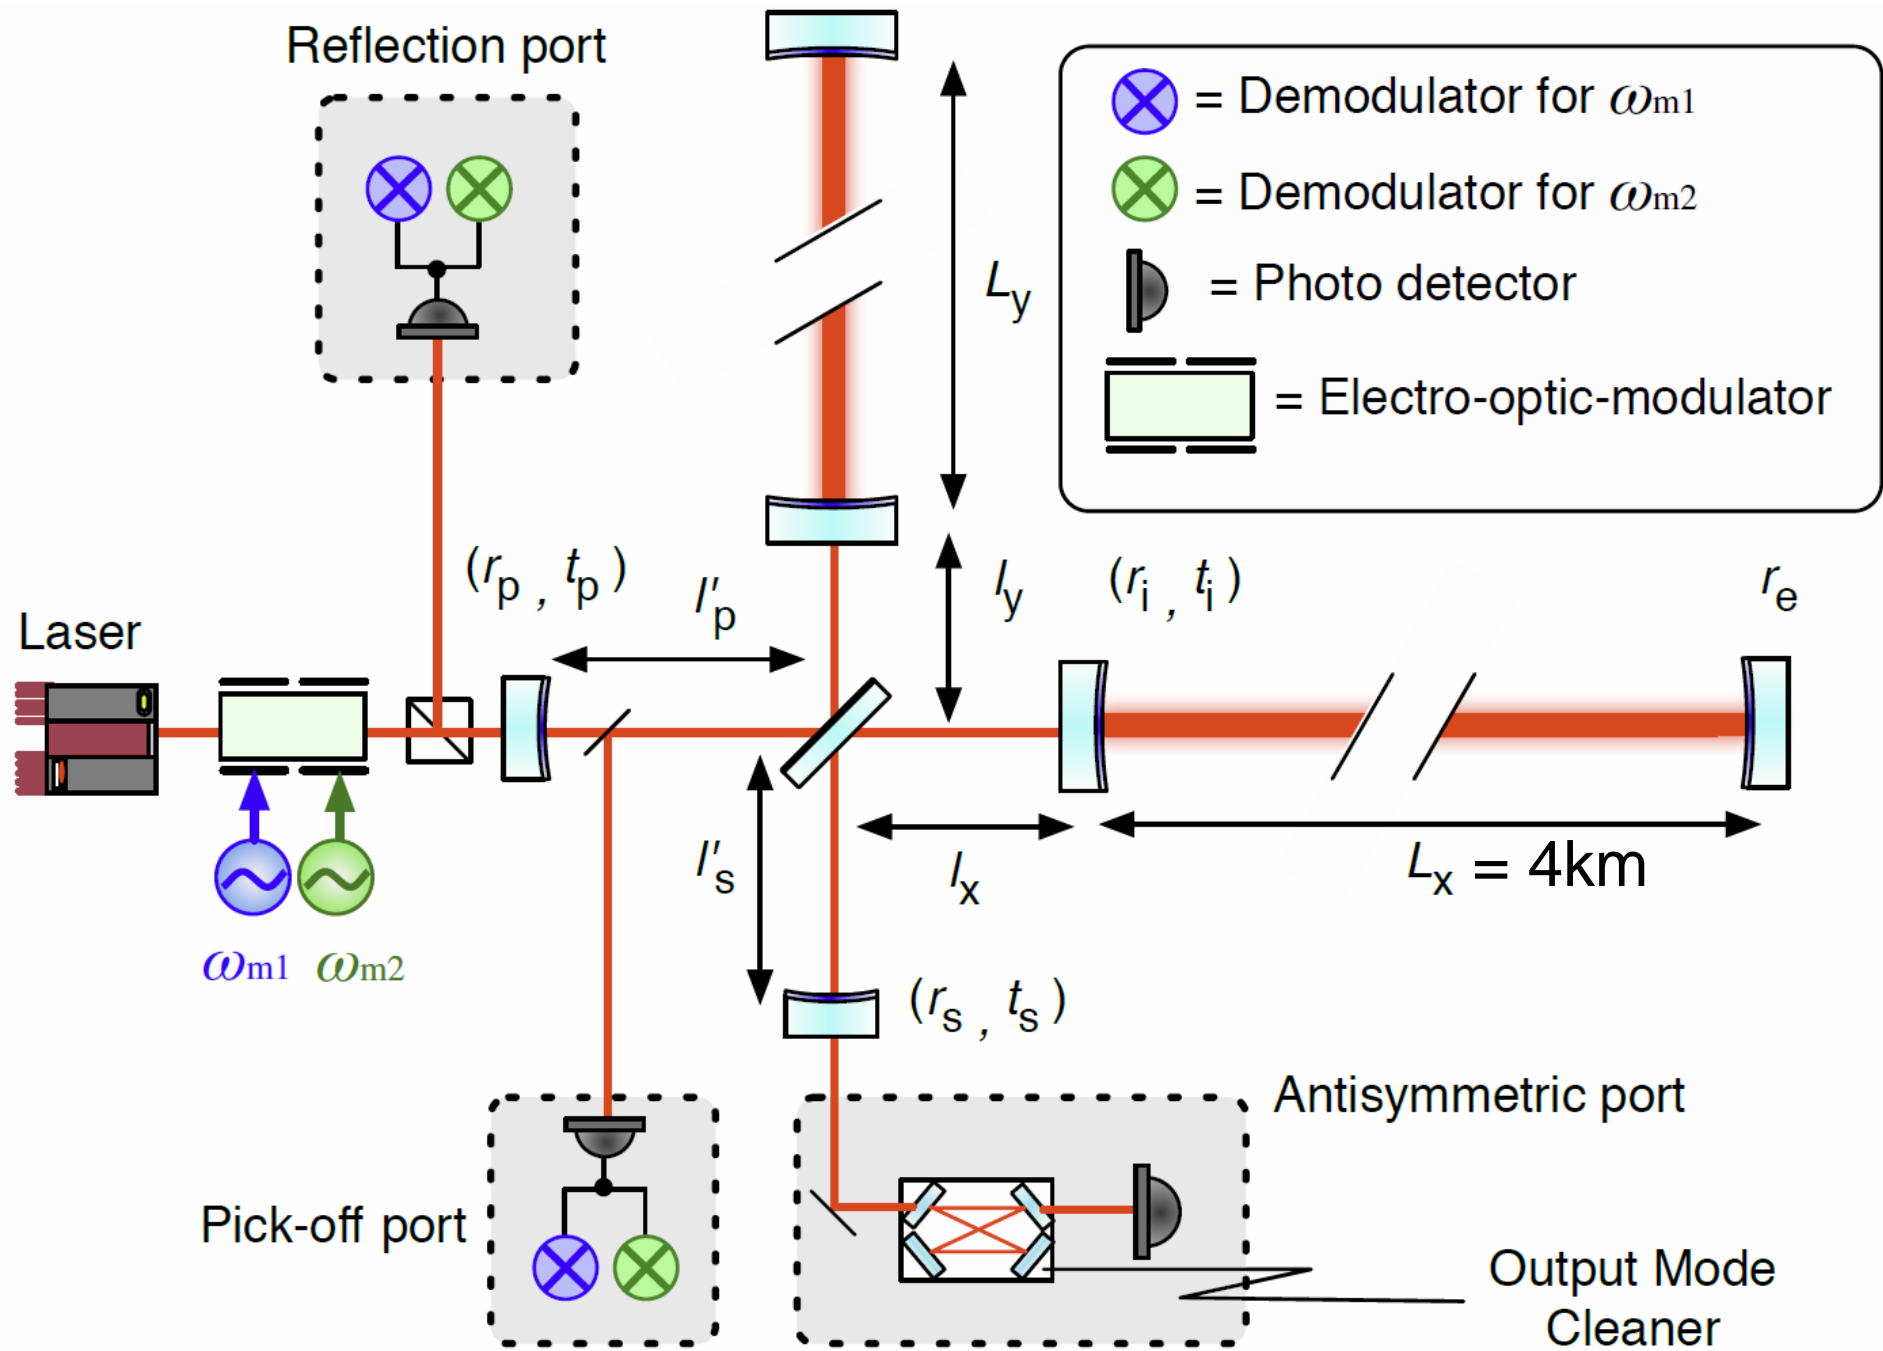 Reflection port
= Demodulator for ωm1
= Demodulator for ωm2
= Photo detector
= Electro-optic-modulator
Ly
(rp , tp)
l′p
ly
(ri , ti)
re
Laser
l′s
lx
Lx = 4km
ωm1 ωm2
(rs , ts)
Antisymmetric port
Pick-off port
Output Mode
Cleaner